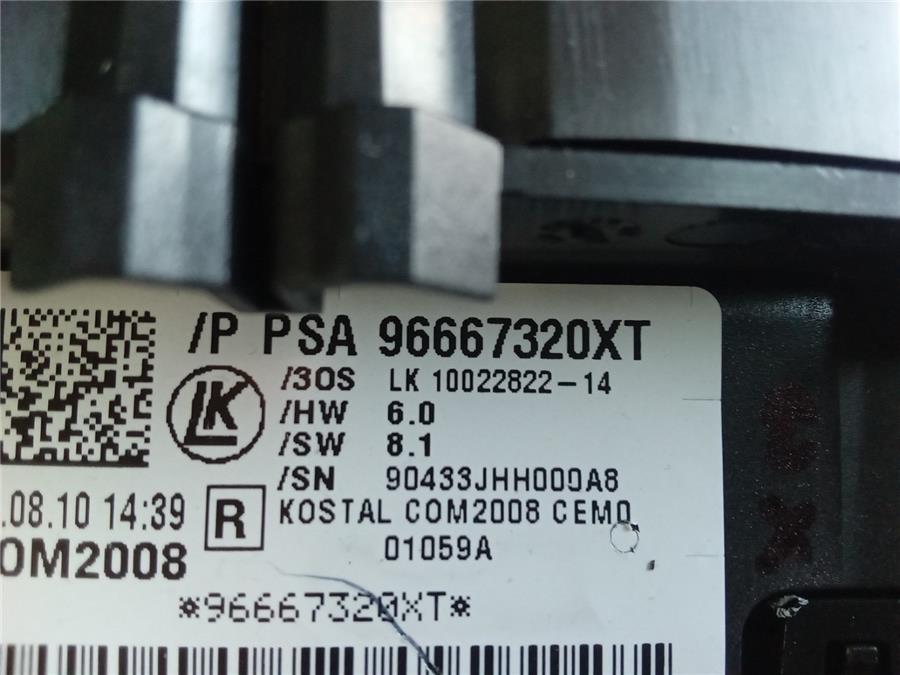 /P PSA 96667320XT
LK
/3OS LK 10022822-14
/HW 6.0
/SW 8.1
/SN 90433JHH000A8
.08.10 14:39 R KOSTAL COM2008 CEM0
OM2008 01059A
*96667320XT*